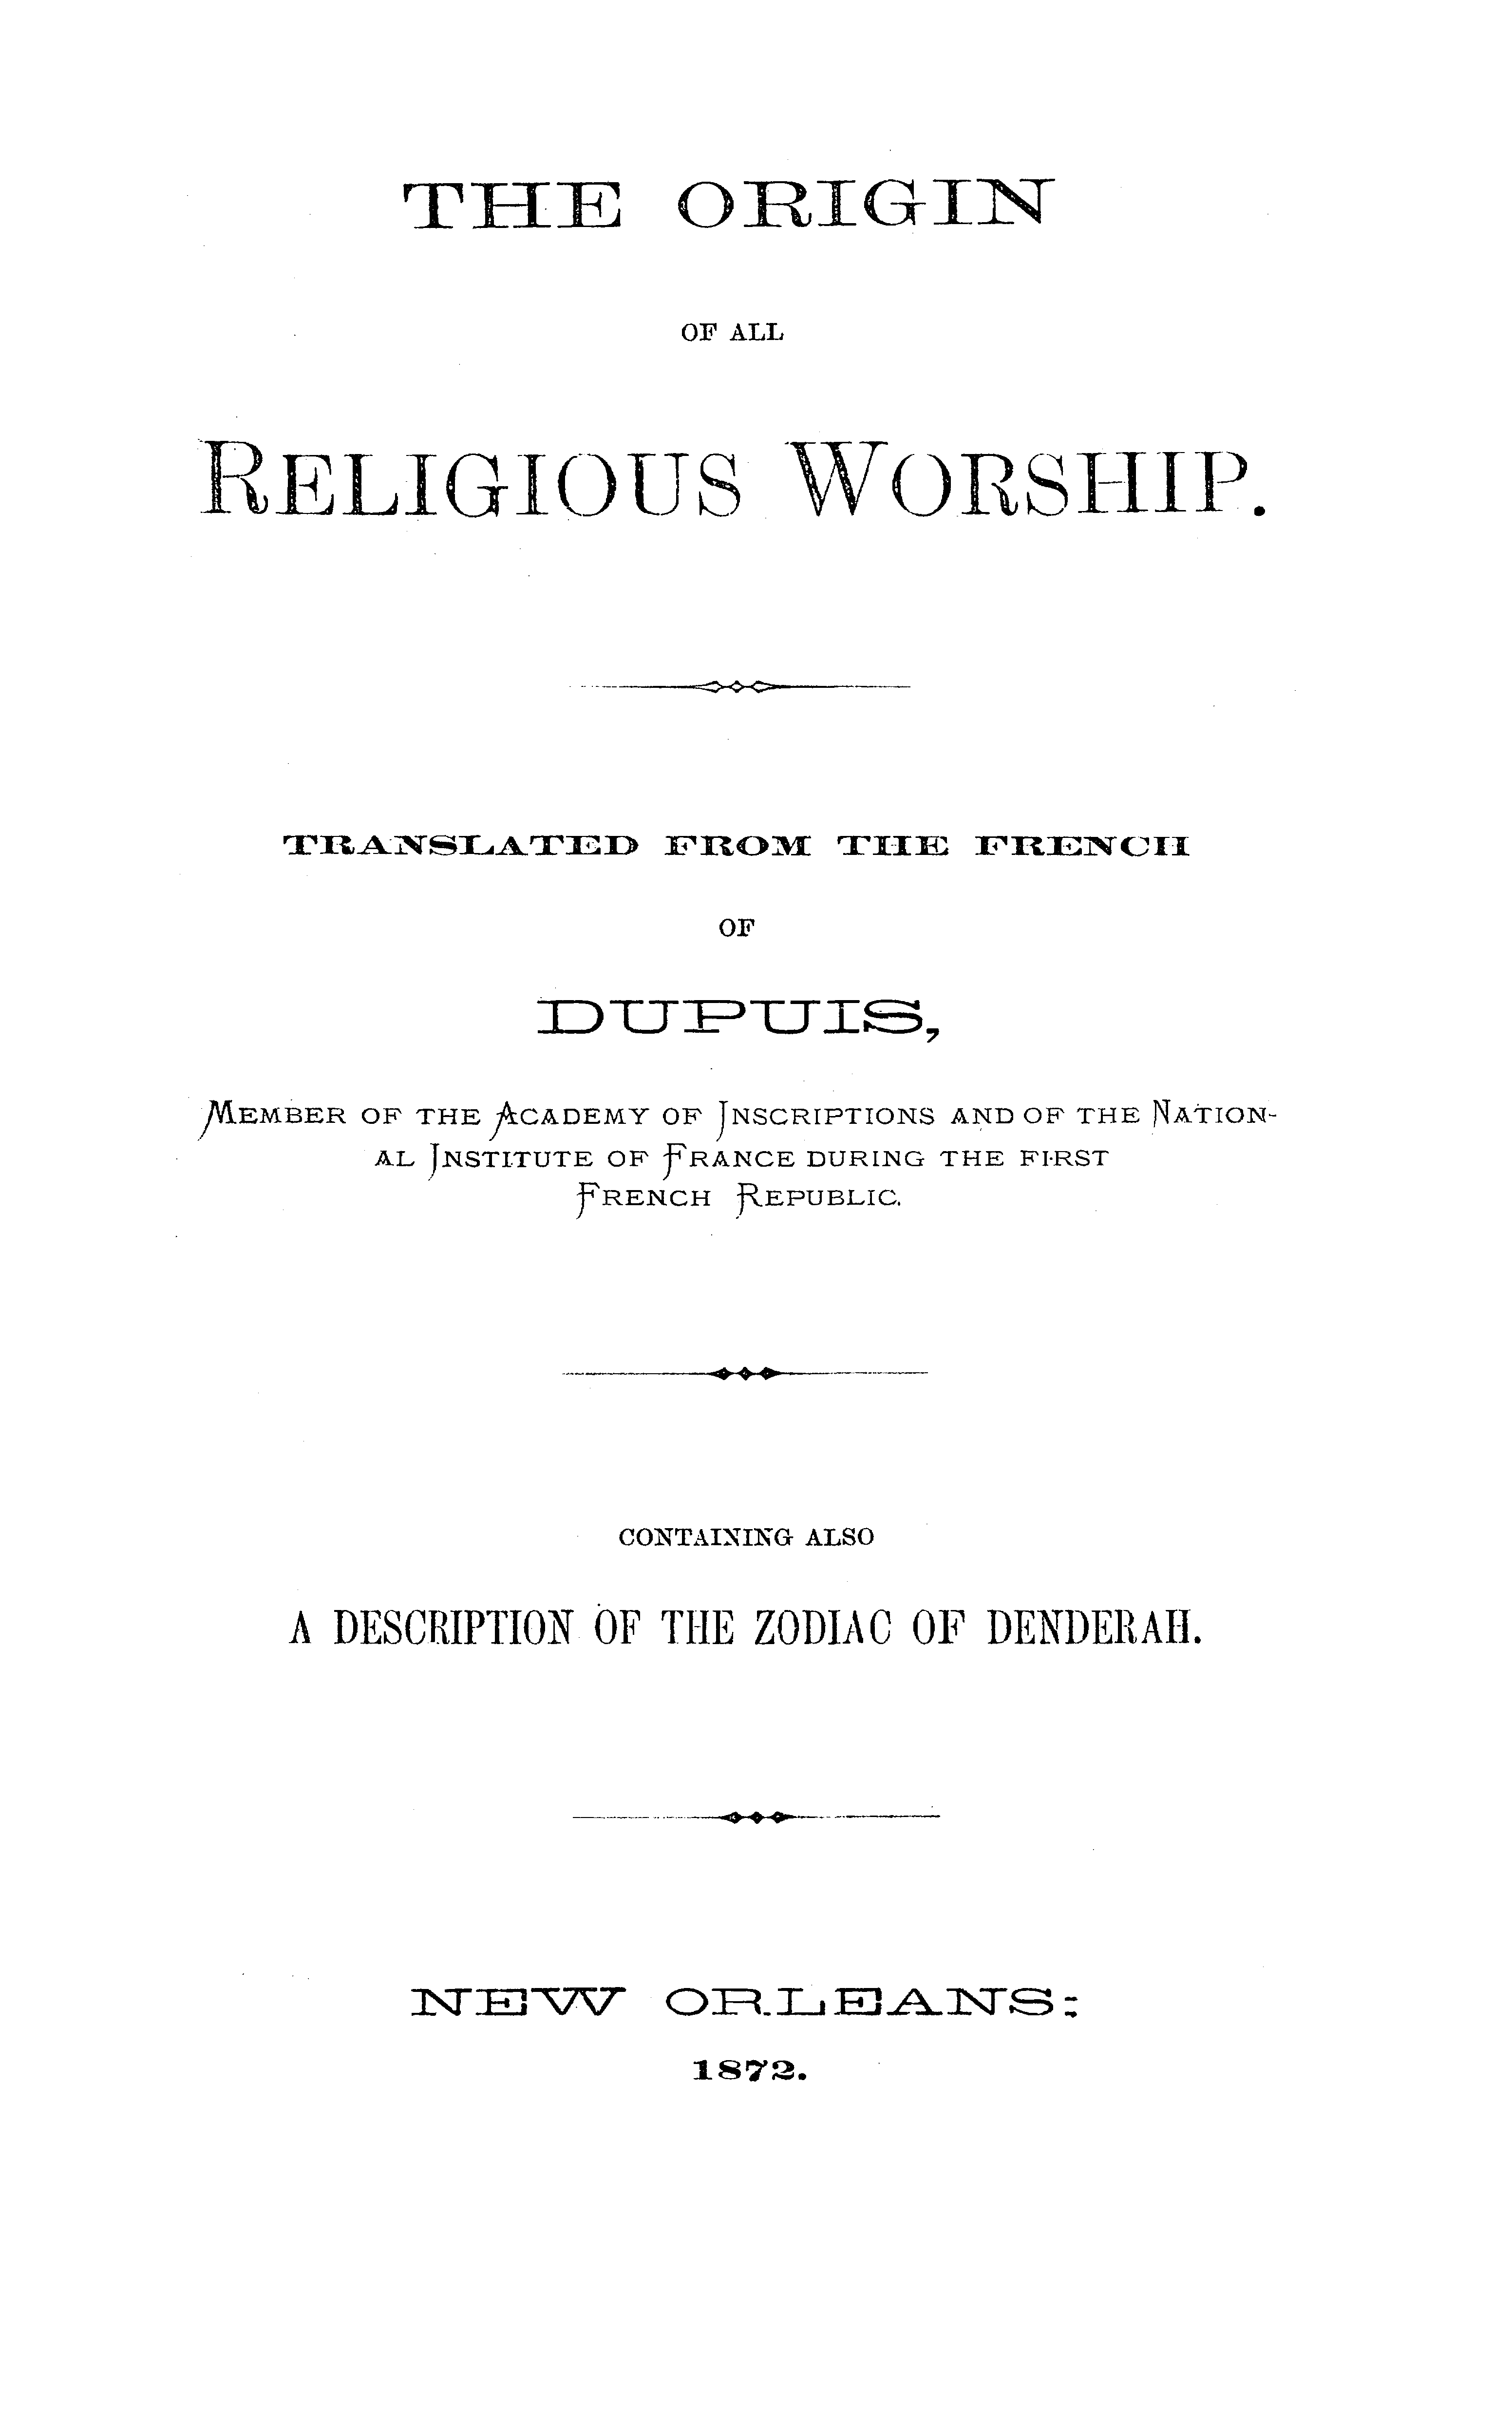 THE ORIGIN
OF ALL
RELIGIOUS WORSHIP.
TRANSLATED FROM THE FRENCH
OF
DUPUIS,
MEMBER OF THE ACADEMY OF INSCRIPTIONS AND OF THE NATION-
AL INSTITUTE OF FRANCE DURING THE FIRST
FRENCH REPUBLIC.
CONTAINING ALSO
A DESCRIPTION OF THE ZODIAC OF DENDERAH.
NEW ORLEANS:
1872.